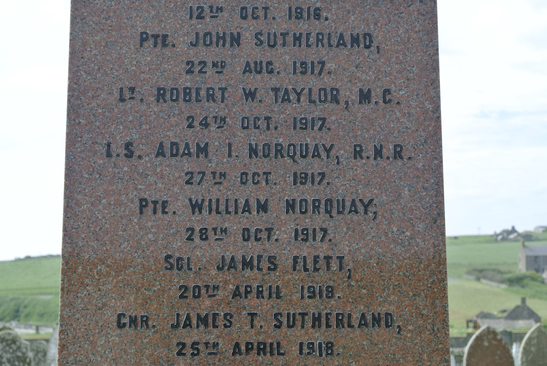 12TH OCT. 1916.
PTE. JOHN SUTHERLAND,
22ND AUG. 1917.
LT. ROBERT W. TAYLOR, M.C.
24TH OCT. 1917.
L.S. ADAM I. NORQUAY, R.N.R.
27TH OCT. 1917.
PTE. WILLIAM NORQUAY,
28TH OCT. 1917.
SGL. JAMES FLETT,
20TH APRIL 1918.
GNR. JAMES T. SUTHERLAND,
25TH APRIL 1918.